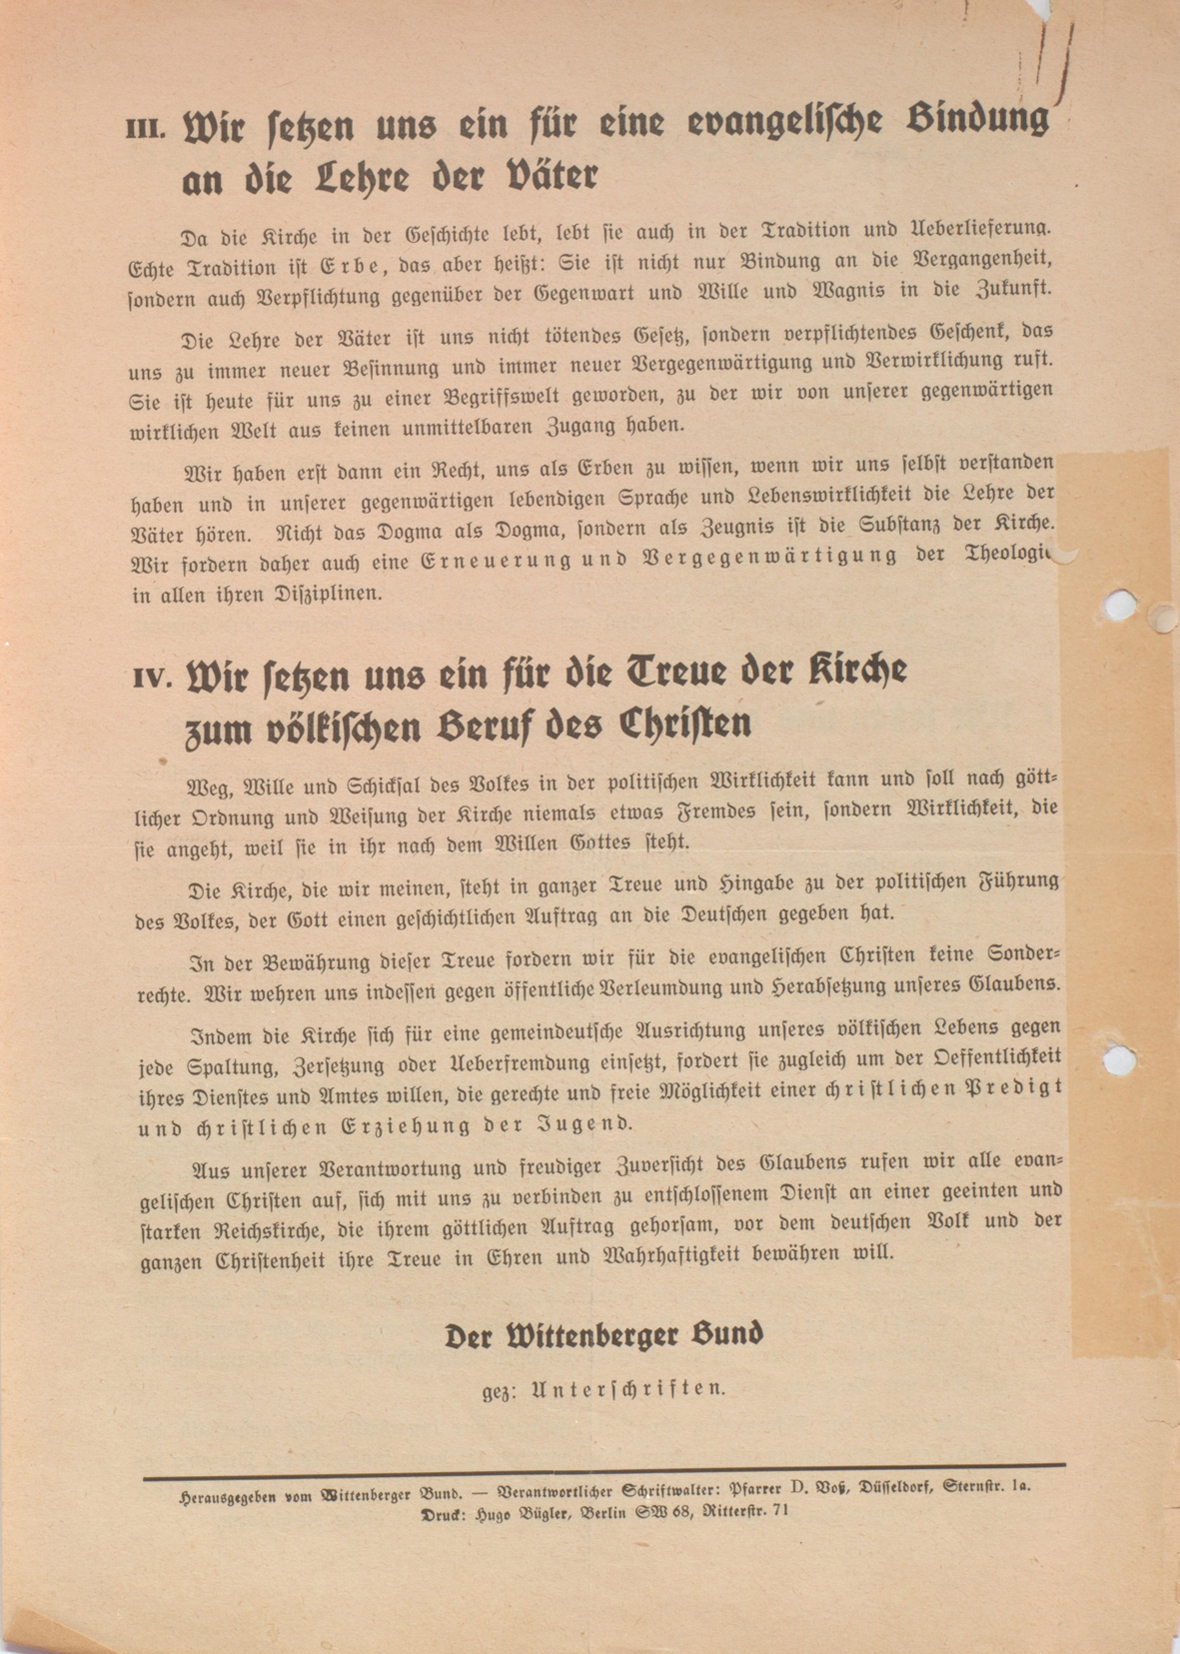 III. Wir setzen uns ein für eine evangelische Bindung
an die Lehre der Väter
Da die Kirche in der Geschichte lebt, lebt sie auch in der Tradition und Ueberlieferung.
Echte Tradition ist Erbe, das aber heißt: Sie ist nicht nur Bindung an die Vergangenheit,
sondern auch Verpflichtung gegenüber der Gegenwart und Wille und Wagnis in die Zukunft.
Die Lehre der Väter ist uns nicht tötendes Gesetz, sondern verpflichtendes Geschenk, das
uns zu immer neuer Besinnung und immer neuer Vergegenwärtigung und Verwirklichung ruft.
Sie ist heute für uns zu einer Begriffswelt geworden, zu der wir von unserer gegenwärtigen
wirklichen Welt aus keinen unmittelbaren Zugang haben.
Wir haben erst dann ein Recht, uns als Erben zu wissen, wenn wir uns selbst verstanden
haben und in unserer gegenwärtigen lebendigen Sprache und Lebenswirklichkeit die Lehre der
Väter hören. Nicht das Dogma als Dogma, sondern als Zeugnis ist die Substanz der Kirche.
Wir fordern daher auch eine Erneuerung und Vergegenwärtigung der Theologie
in allen ihren Disziplinen.
IV. Wir setzen uns ein für die Treue der Kirche
zum völkischen Beruf des Christen
Weg, Wille und Schicksal des Volkes in der politischen Wirklichkeit kann und soll nach gött-
licher Ordnung und Weisung der Kirche niemals etwas Fremdes sein, sondern Wirklichkeit, die
sie angeht, weil sie in ihr nach dem Willen Gottes steht.
Die Kirche, die wir meinen, steht in ganzer Treue und Hingabe zu der politischen Führung
des Volkes, der Gott einen geschichtlichen Auftrag an die Deutschen gegeben hat.
In der Bewährung dieser Treue fordern wir für die evangelischen Christen keine Sonder-
rechte. Wir wehren uns indessen gegen öffentliche Verleumdung und Herabsetzung unseres Glaubens.
Indem die Kirche sich für eine gemeindeutsche Ausrichtung unseres völkischen Lebens gegen
jede Spaltung, Zersetzung oder Ueberfremdung einsetzt, fordert sie zugleich um der Oeffentlichkeit
ihres Dienstes und Amtes willen, die gerechte und freie Möglichkeit einer christlichen Predigt
und christlichen Erziehung der Jugend.
Aus unserer Verantwortung und freudiger Zuversicht des Glaubens rufen wir alle evan-
gelischen Christen auf, sich mit uns zu verbinden zu entschlossenem Dienst an einer geeinten und
starken Reichskirche, die ihrem göttlichen Auftrag gehorsam, vor dem deutschen Volk und der
ganzen Christenheit ihre Treue in Ehren und Wahrhaftigkeit bewähren will.
Der Wittenberger Bund
gez: Unterschriften.
Herausgegeben vom Wittenberger Bund. — Verantwortlicher Schriftwalter: Pfarrer D. Voß, Düsseldorf, Sternstr. 1a.
Druck: Hugo Bügler, Berlin SW 68, Ritterstr. 71